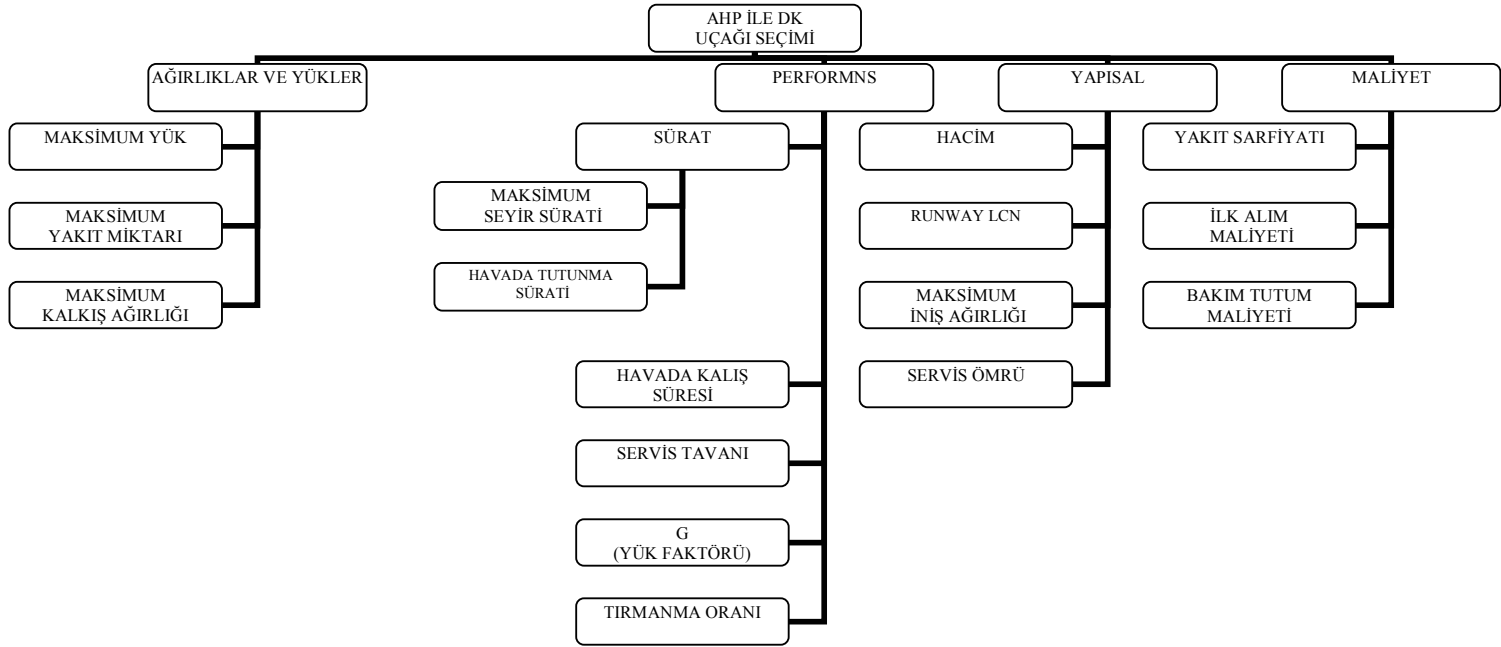 AHP İLE DK
UÇAĞI SEÇİMİ
AĞIRLIKLAR VE YÜKLER
MAKSİMUM YÜK
MAKSİMUM
YAKIT MİKTARI
MAKSİMUM
KALKIŞ AĞIRLIĞI
PERFORMNS
SÜRAT
MAKSİMUM
SEYİR SÜRATİ
HAVADA TUTUNMA
SÜRATİ
HAVADA KALIŞ
SÜRESİ
SERVİS TAVANI
G
(YÜK FAKTÖRÜ)
TIRMANMA ORANI
YAPISAL
HACİM
RUNWAY LCN
MAKSİMUM
İNİŞ AĞIRLIĞI
SERVİS ÖMRÜ
MALİYET
YAKIT SARFİYATI
İLK ALIM
MALİYETİ
BAKIM TUTUM
MALİYETİ